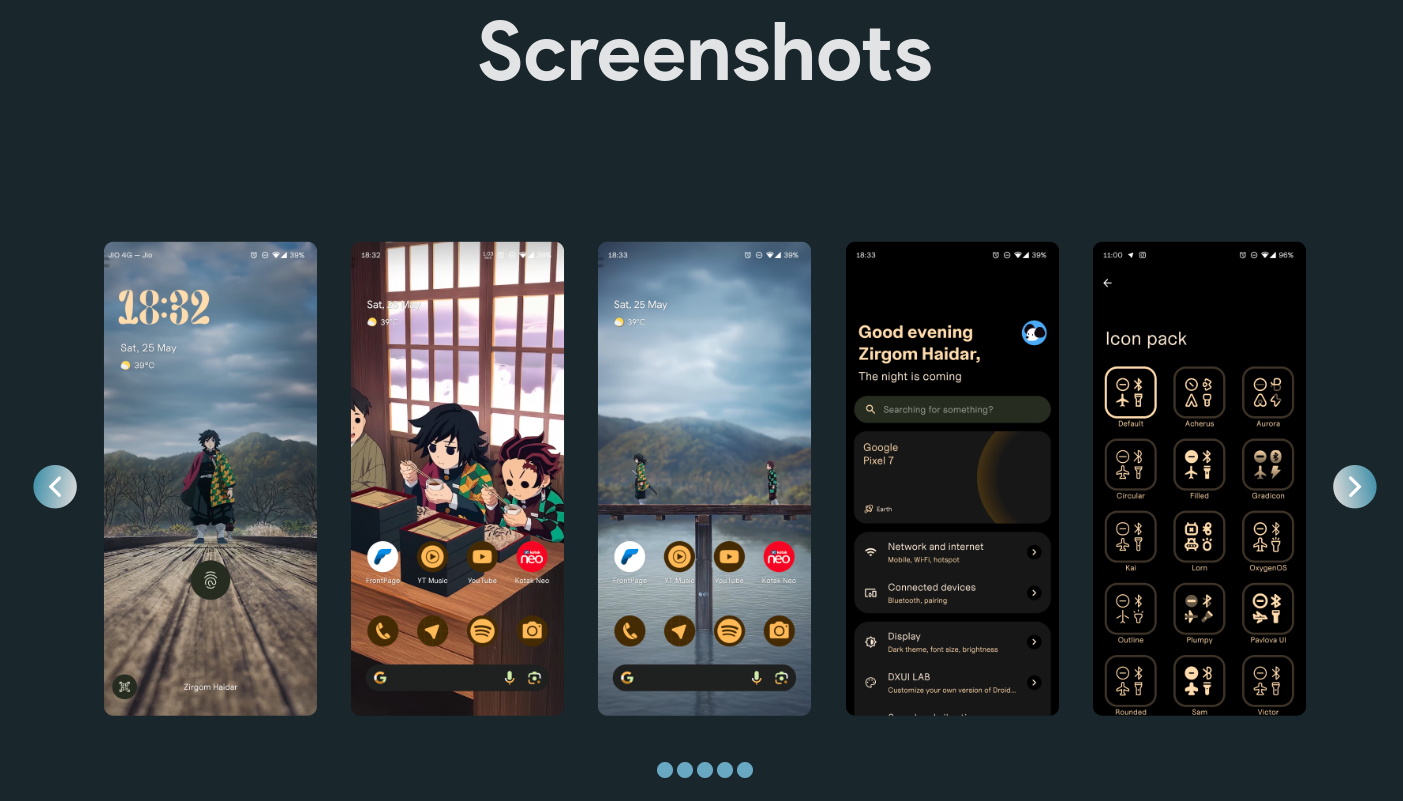 Screenshots
JIO 4G — Jio
39%
18:32
Sat, 25 May
39°C
Zirgom Haidar
18:32
39%
Sat, 25 May
39°C
FrontPage
YT Music
YouTube
Kotak Neo
kotak
neo
18:33
39%
Sat, 25 May
39°C
FrontPage
YT Music
YouTube
Kotak Neo
kotak
neo
18:33
39%
Good evening
Zirgom Haidar,
The night is coming
Searching for something?
Google
Pixel 7
Earth
Network and internet
Mobile, Wi-Fi, hotspot
Connected devices
Bluetooth, pairing
Display
Dark theme, font size, brightness
DXUI LAB
Customize your own version of Droid...
11:00
96%
Icon pack
Default
Acherus
Aurora
Circular
Filled
Gradicon
Kai
Lorn
OxygenOS
Outline
Plumpy
Pavlova UI
Rounded
Sam
Victor